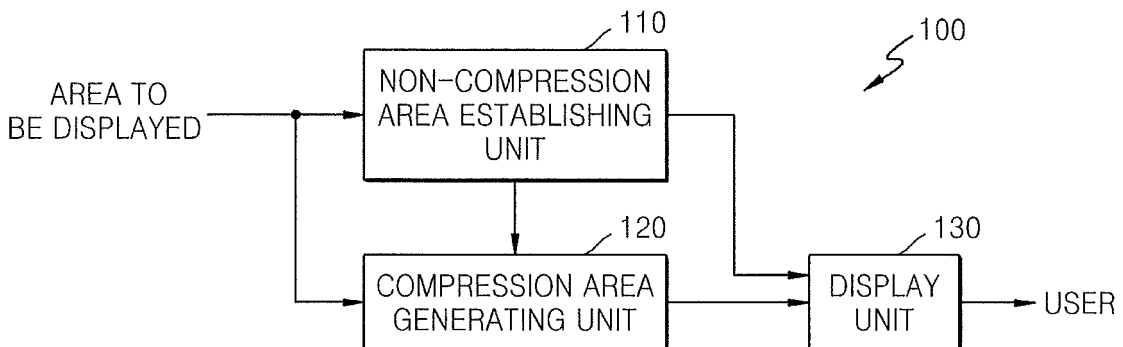 110
100
NON-COMPRESSION
AREA ESTABLISHING
UNIT
AREA TO
BE DISPLAYED
120
130
COMPRESSION AREA
GENERATING UNIT
DISPLAY
UNIT
USER